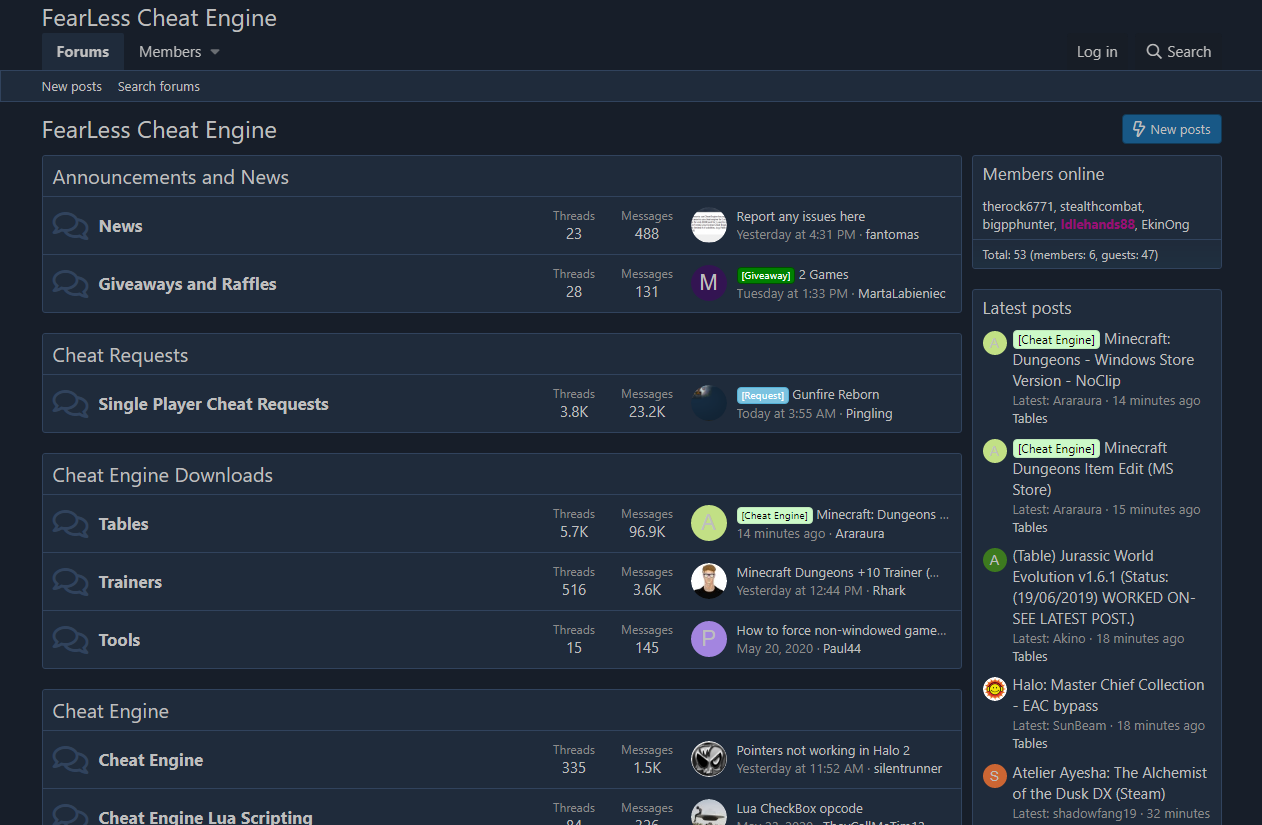 FearLess Cheat Engine
Forums
Members
Log in
Search
New posts
Search forums
FearLess Cheat Engine
New posts
Announcements and News
News
Threads
23
Messages
488
Report any issues here
Yesterday at 4:31 PM · fantomas
Giveaways and Raffles
Threads
28
Messages
131
M
[Giveaway] 2 Games
Tuesday at 1:33 PM · MartaLabieniec
Cheat Requests
Single Player Cheat Requests
Threads
3.8K
Messages
23.2K
[Request] Gunfire Reborn
Today at 3:55 AM · Pingling
Cheat Engine Downloads
Tables
Threads
5.7K
Messages
96.9K
A
[Cheat Engine] Minecraft: Dungeons ...
14 minutes ago · Araraura
Trainers
Threads
516
Messages
3.6K
Minecraft Dungeons +10 Trainer (...
Yesterday at 12:44 PM · Rhark
Tools
Threads
15
Messages
145
P
How to force non-windowed game...
May 20, 2020 · Paul44
Cheat Engine
Cheat Engine
Threads
335
Messages
1.5K
Pointers not working in Halo 2
Yesterday at 11:52 AM · silentrunner
Cheat Engine Lua Scripting
Threads
Messages
Lua CheckBox opcode
Members online
therock6771, stealthcombat,
bigpphunter, Idlehands88, EkinOng
Total: 53 (members: 6, guests: 47)
Latest posts
A
[Cheat Engine] Minecraft:
Dungeons - Windows Store
Version - NoClip
Latest: Araraura · 14 minutes ago
Tables
A
[Cheat Engine] Minecraft
Dungeons Item Edit (MS
Store)
Latest: Araraura · 15 minutes ago
Tables
A
(Table) Jurassic World
Evolution v1.6.1 (Status:
(19/06/2019) WORKED ON-
SEE LATEST POST.)
Latest: Akino · 18 minutes ago
Tables
Halo: Master Chief Collection
- EAC bypass
Latest: SunBeam · 18 minutes ago
Tables
S
Atelier Ayesha: The Alchemist
of the Dusk DX (Steam)
Latest: shadowfang19 · 32 minutes